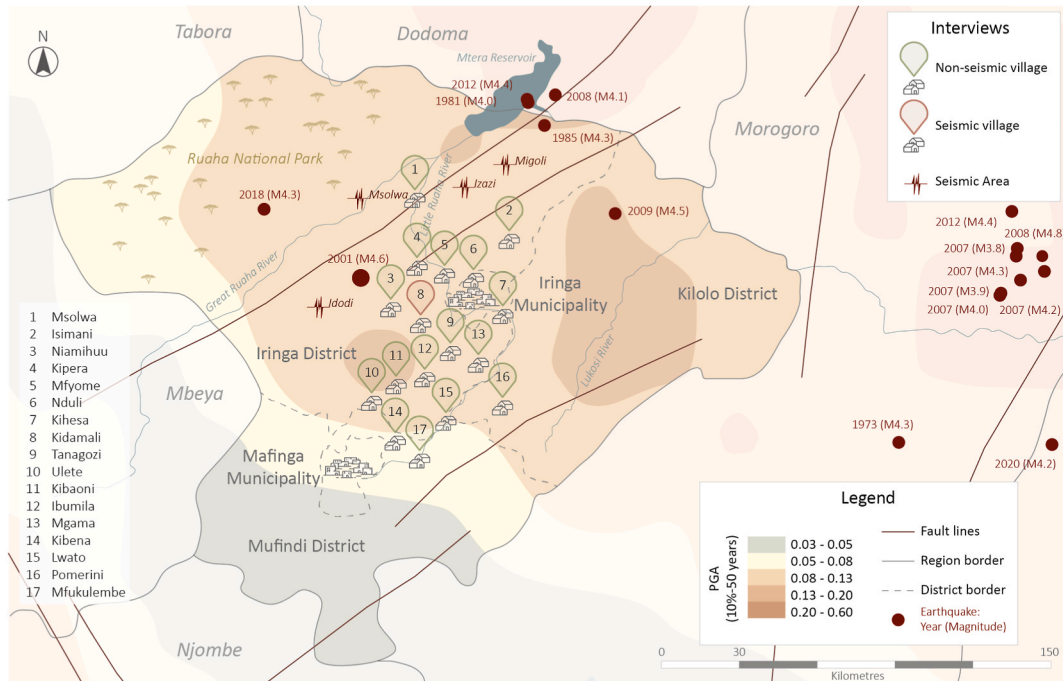 N
Tabora
Dodoma
Mtera Reservoir
2012 (M4.4)
1981 (M4.0)
2008 (M4.1)
1985 (M4.3)
Morogoro
Ruaha National Park
Migoli
Izazi
Msolwa
Little Ruaha River
2018 (M4.3)
2009 (M4.5)
1
2
4
5
6
2001 (M4.6)
3
7
8
Great Ruaha River
Idodi
Iringa
Municipality
Kilolo District
9
13
Iringa District
12
11
10
16
15
14
17
Lukosi River
Mbeya
Mafinga
Municipality
Mufindi District
Njombe
2012 (M4.4)
2008 (M4.8
2007 (M3.8)
2007 (M4.3)
2007 (M3.9)
2007 (M4.0)
2007 (M4.2)
1973 (M4.3)
2020 (M4.2)
1 Msolwa
2 Isimani
3 Niamihuu
4 Kipera
5 Mfyome
6 Nduli
7 Kihesa
8 Kidamali
9 Tanagozi
10 Ulete
11 Kibaoni
12 Ibumila
13 Mgama
14 Kibena
15 Lwato
16 Pomerini
17 Mfukulembe
Interviews
Non-seismic village
Seismic village
Seismic Area
Legend
PGA
(10%-50 years)
0.03 - 0.05
0.05 - 0.08
0.08 - 0.13
0.13 - 0.20
0.20 - 0.60
Fault lines
Region border
District border
Earthquake:
Year (Magnitude)
0 30 90 150
Kilometres